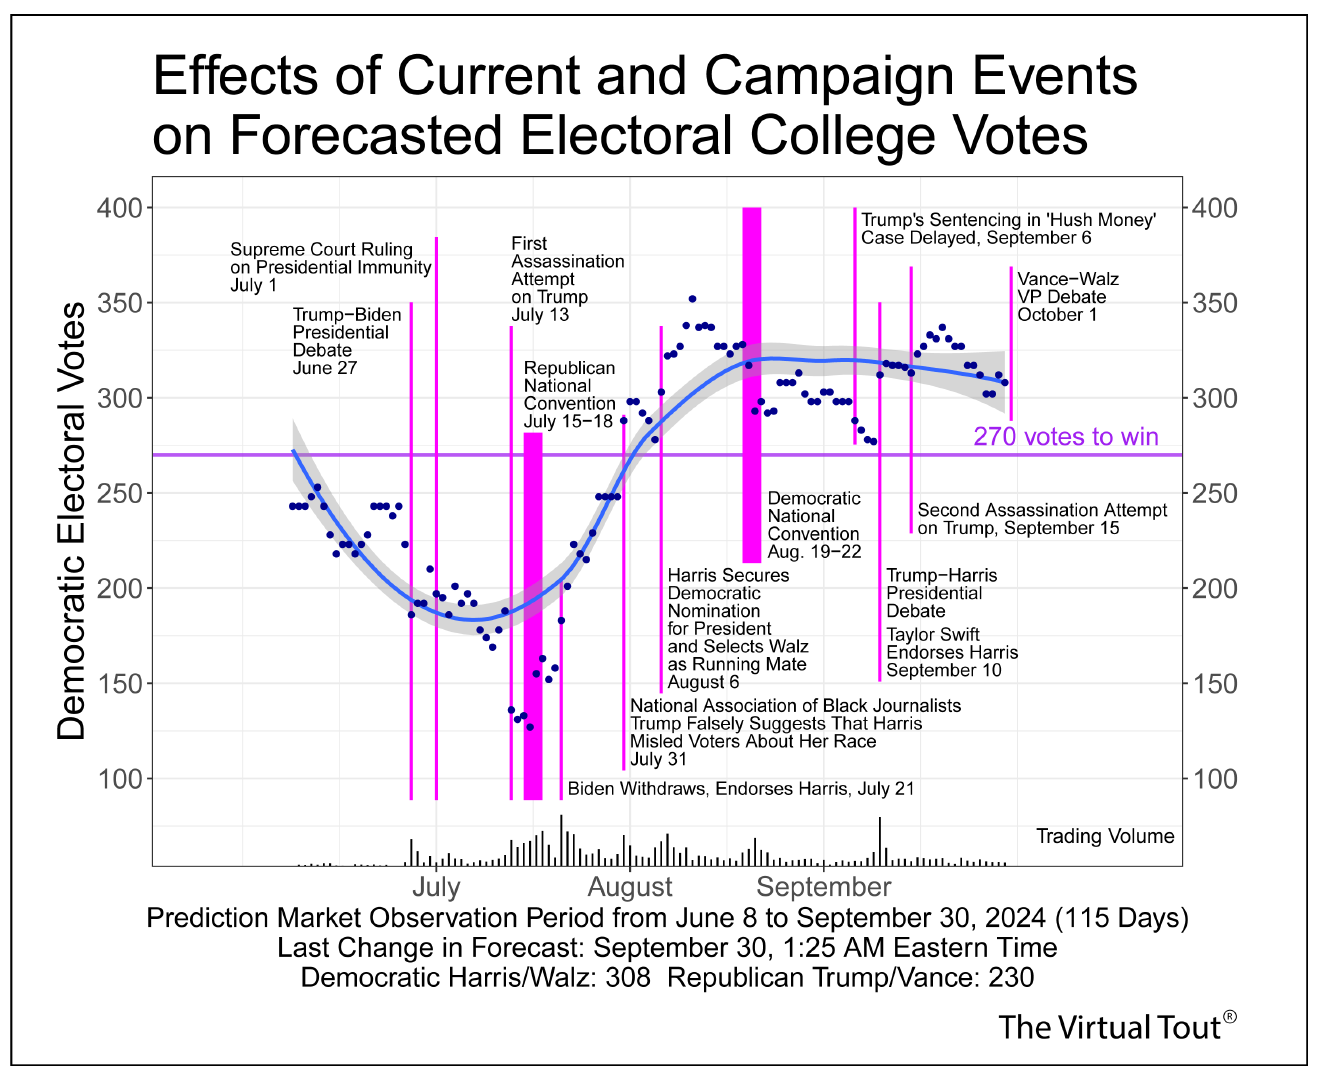 Effects of Current and Campaign Events
on Forecasted Electoral College Votes
Democratic Electoral Votes
400
350
300
250
200
150
100
400
350
300
250
200
150
100
Supreme Court Ruling
on Presidential Immunity
July 1
Trump−Biden
Presidential
Debate
June 27
First
Assassination
Attempt
on Trump
July 13
Republican
National
Convention
July 15−18
Trump's Sentencing in 'Hush Money'
Case Delayed, September 6
Vance−Walz
VP Debate
October 1
270 votes to win
Democratic
National
Convention
Aug. 19−22
Second Assassination Attempt
on Trump, September 15
Harris Secures
Democratic
Nomination
for President
and Selects Walz
as Running Mate
August 6
Trump−Harris
Presidential
Debate
Taylor Swift
Endorses Harris
September 10
National Association of Black Journalists
Trump Falsely Suggests That Harris
Misled Voters About Her Race
July 31
Biden Withdraws, Endorses Harris, July 21
Trading Volume
July
August
September
Prediction Market Observation Period from June 8 to September 30, 2024 (115 Days)
Last Change in Forecast: September 30, 1:25 AM Eastern Time
Democratic Harris/Walz: 308  Republican Trump/Vance: 230
The Virtual Tout®